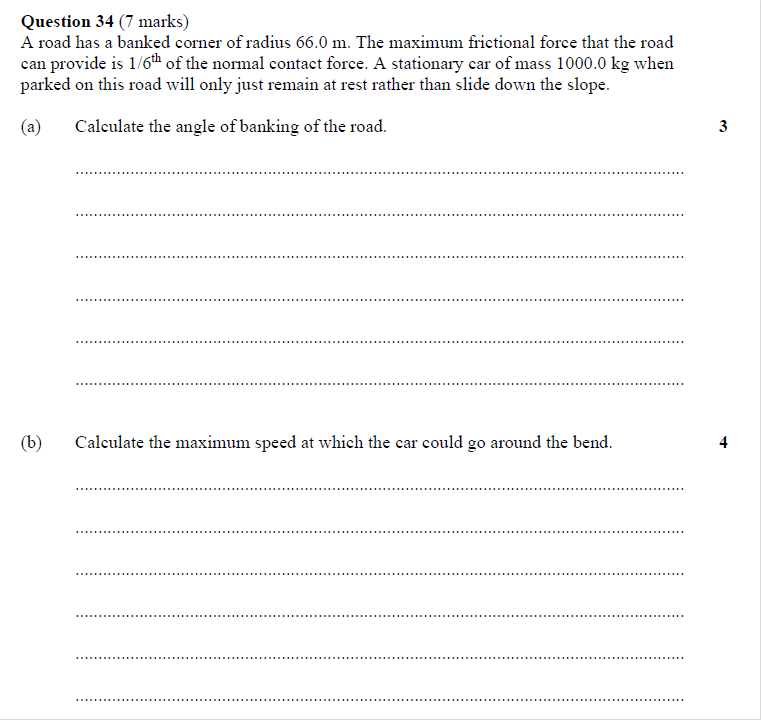 Question 34 (7 marks)
A road has a banked corner of radius 66.0 m. The maximum frictional force that the road
can provide is 1/6th of the normal contact force. A stationary car of mass 1000.0 kg when
parked on this road will only just remain at rest rather than slide down the slope.
(a) Calculate the angle of banking of the road. 3
(b) Calculate the maximum speed at which the car could go around the bend. 4